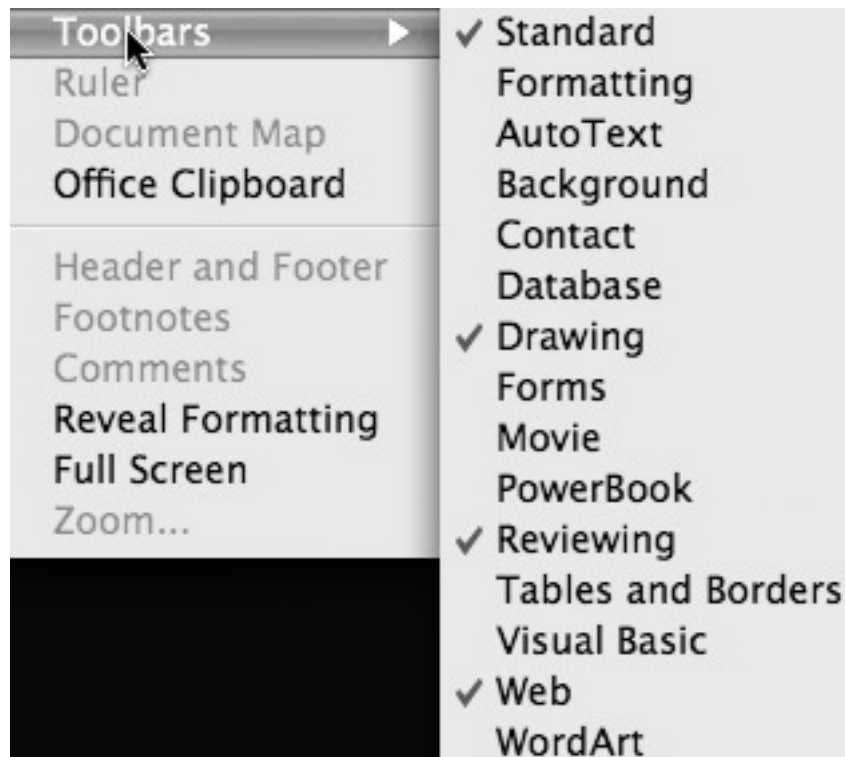 Toolbars
Ruler
Document Map
Office Clipboard
Header and Footer
Footnotes
Comments
Reveal Formatting
Full Screen
Zoom...
Standard
Formatting
AutoText
Background
Contact
Database
Drawing
Forms
Movie
PowerBook
Reviewing
Tables and Borders
Visual Basic
Web
WordArt